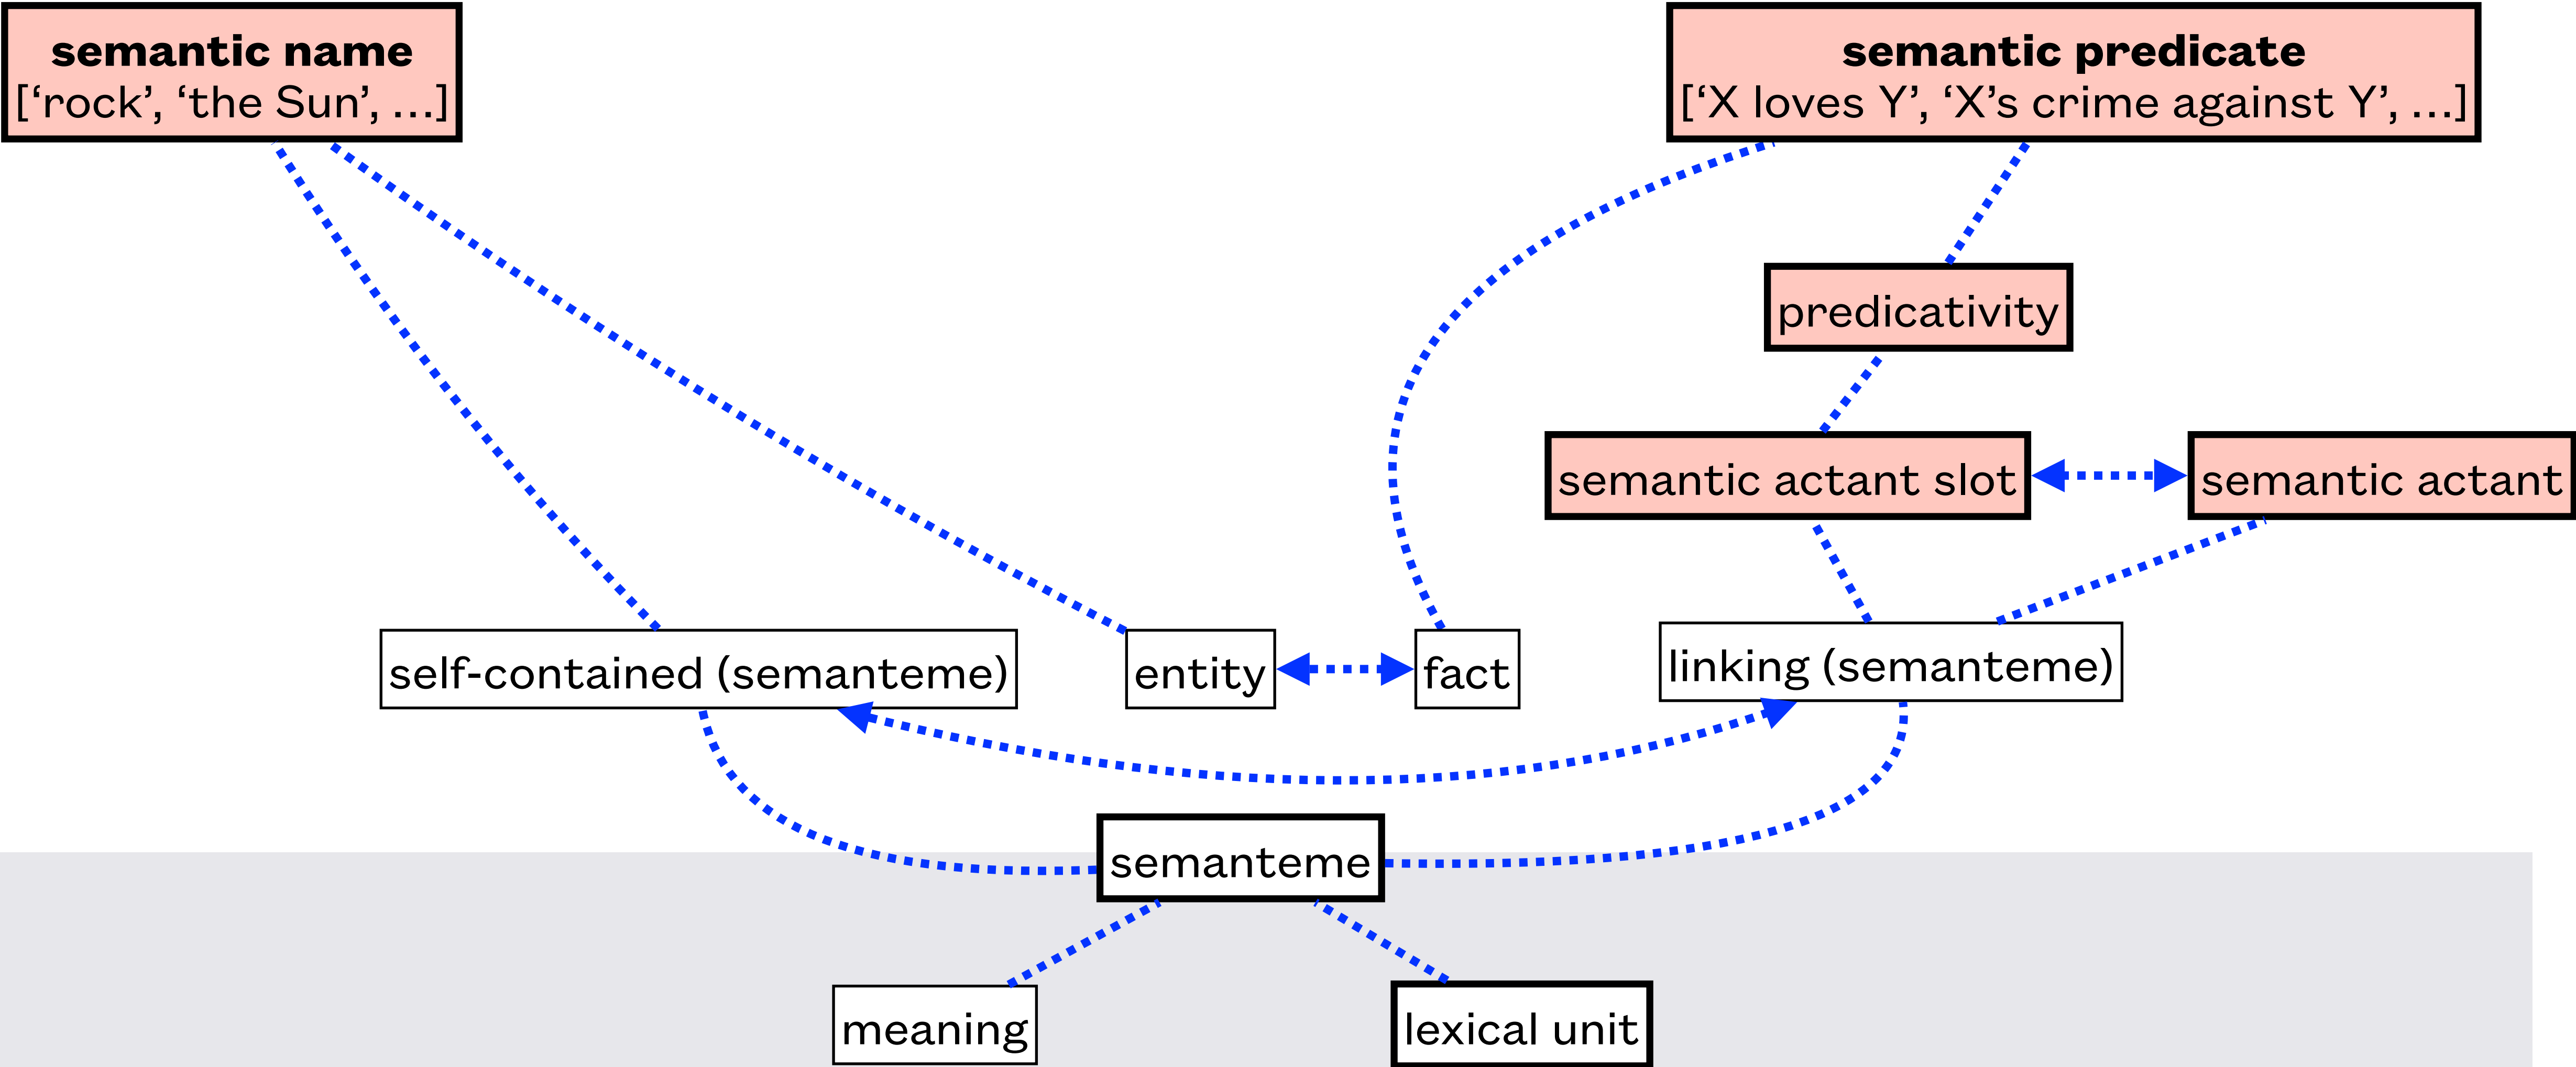 semantic name
[‘rock’, ‘the Sun’, …]
semantic predicate
[‘X loves Y’, ‘X’s crime against Y’, …]
predicativity
semantic actant slot
semantic actant
self-contained (semanteme)
entity
fact
linking (semanteme)
semanteme
meaning
lexical unit